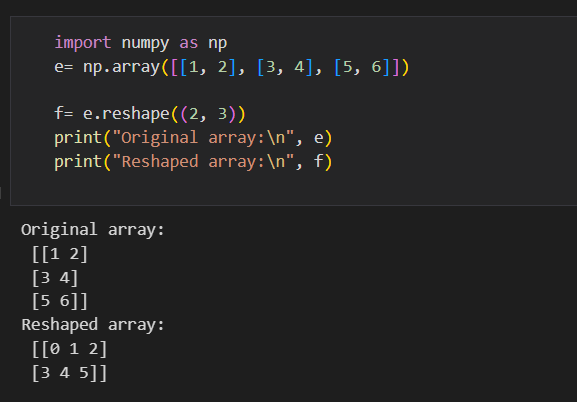 import numpy as np
e= np.array([[1, 2], [3, 4], [5, 6]])
f= e.reshape((2, 3))
print("Original array:\n", e)
print("Reshaped array:\n", f)
Original array:
[[1 2]
[3 4]
[5 6]]
Reshaped array:
[[0 1 2]
[3 4 5]]